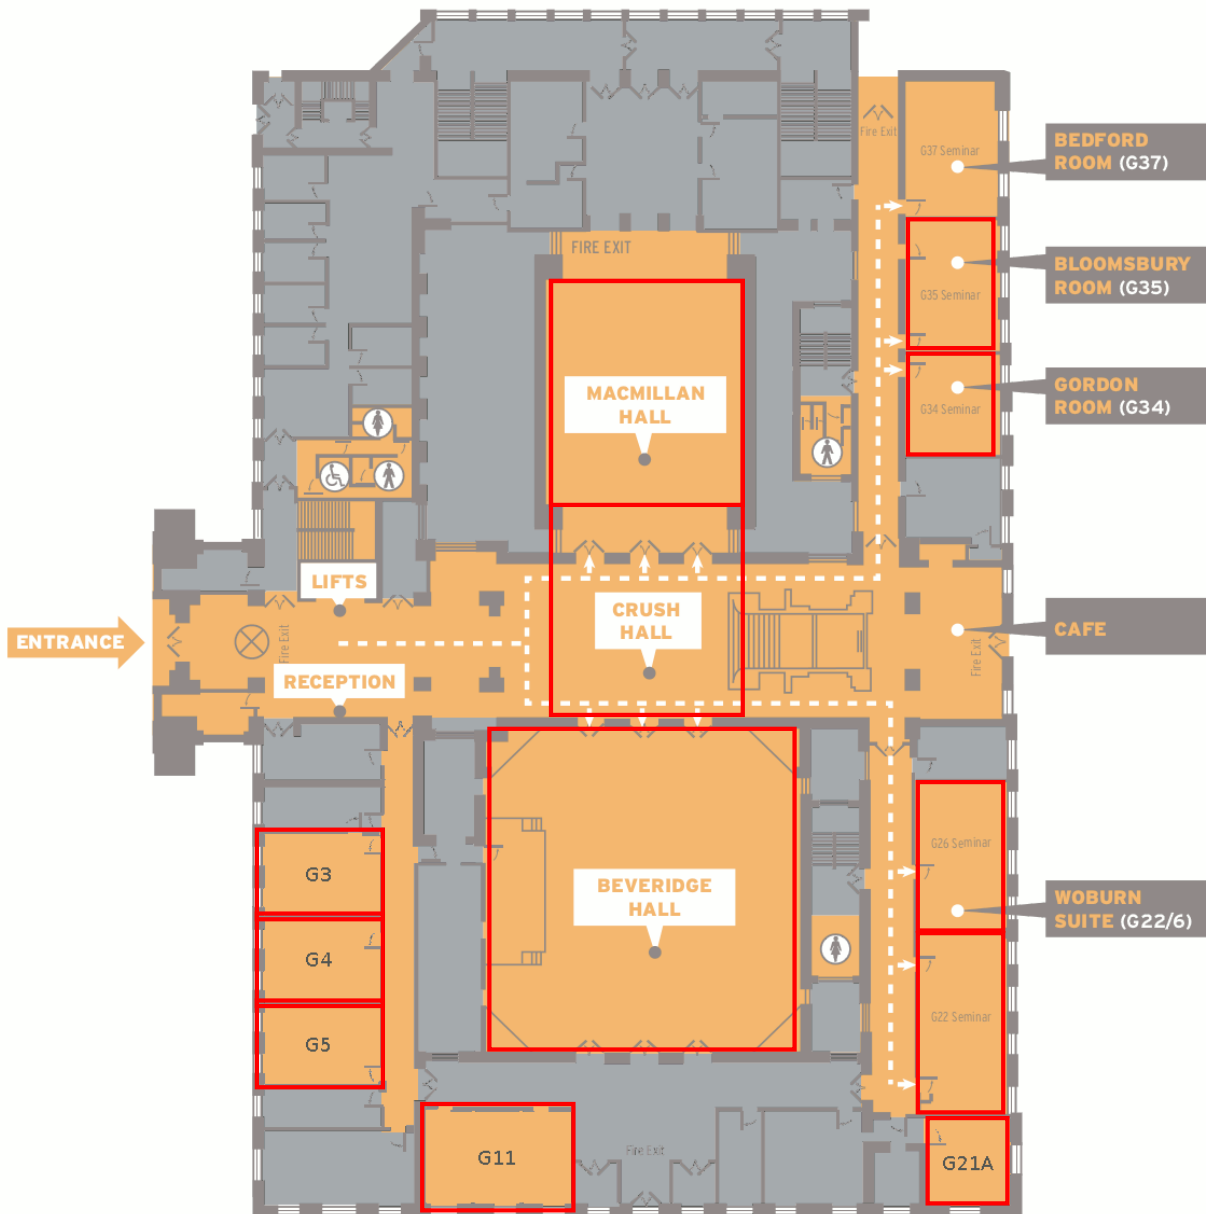 Fire Exit
G37 Seminar
BEDFORD
ROOM (G37)
FIRE EXIT
BLOOMSBURY
ROOM (G35)
G35 Seminar
MACMILLAN
HALL
GORDON
ROOM (G34)
G34 Seminar
LIFTS
ENTRANCE
Fire Exit
CRUSH
HALL
CAFE
Fire Exit
RECEPTION
G3
G26 Seminar
BEVERIDGE
HALL
WOBURN
SUITE (G22/6)
G4
G22 Seminar
G5
G11
Fire Exit
G21A